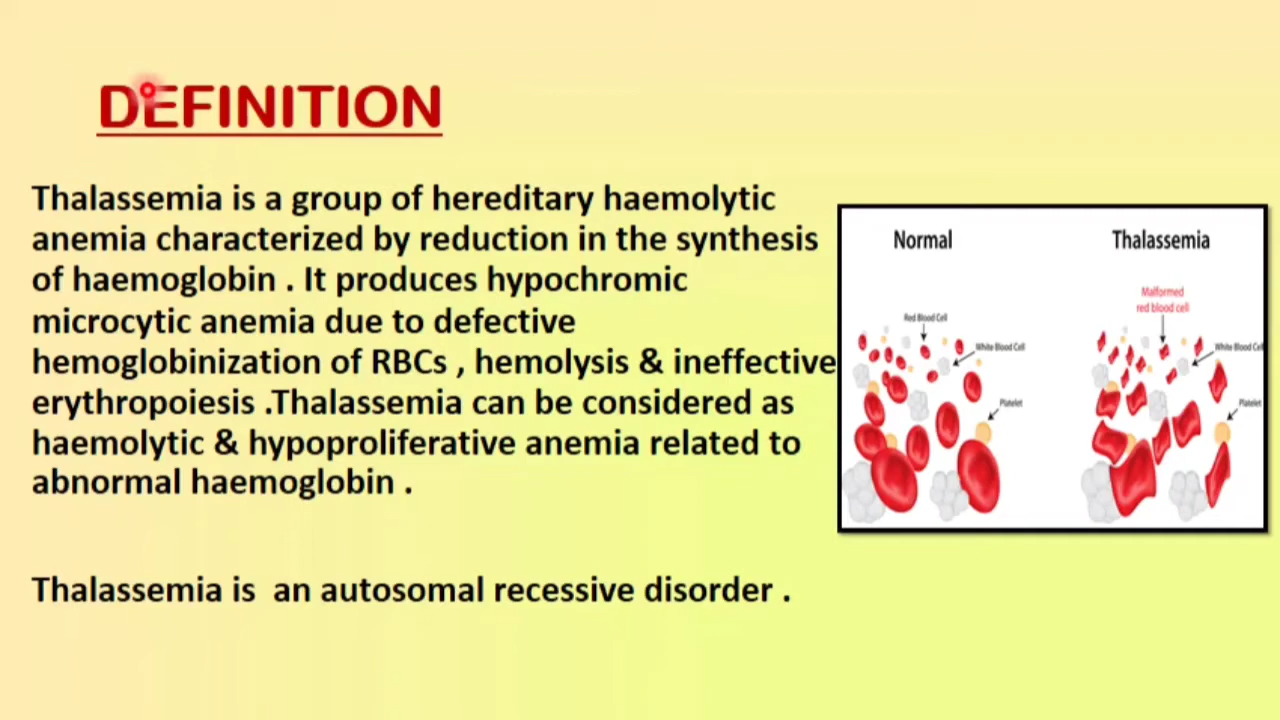 DEFINITION
Thalassemia is a group of hereditary haemolytic
anemia characterized by reduction in the synthesis
of haemoglobin . It produces hypochromic
microcytic anemia due to defective
hemoglobinization of RBCs , hemolysis & ineffective
erythropoiesis .Thalassemia can be considered as
haemolytic & hypoproliferative anemia related to
abnormal haemoglobin .
Thalassemia is an autosomal recessive disorder .
Normal
Red Blood Cell
White Blood Cell
Platelet
Thalassemia
Malformed
red blood cell
White Blood Cell
Platelet